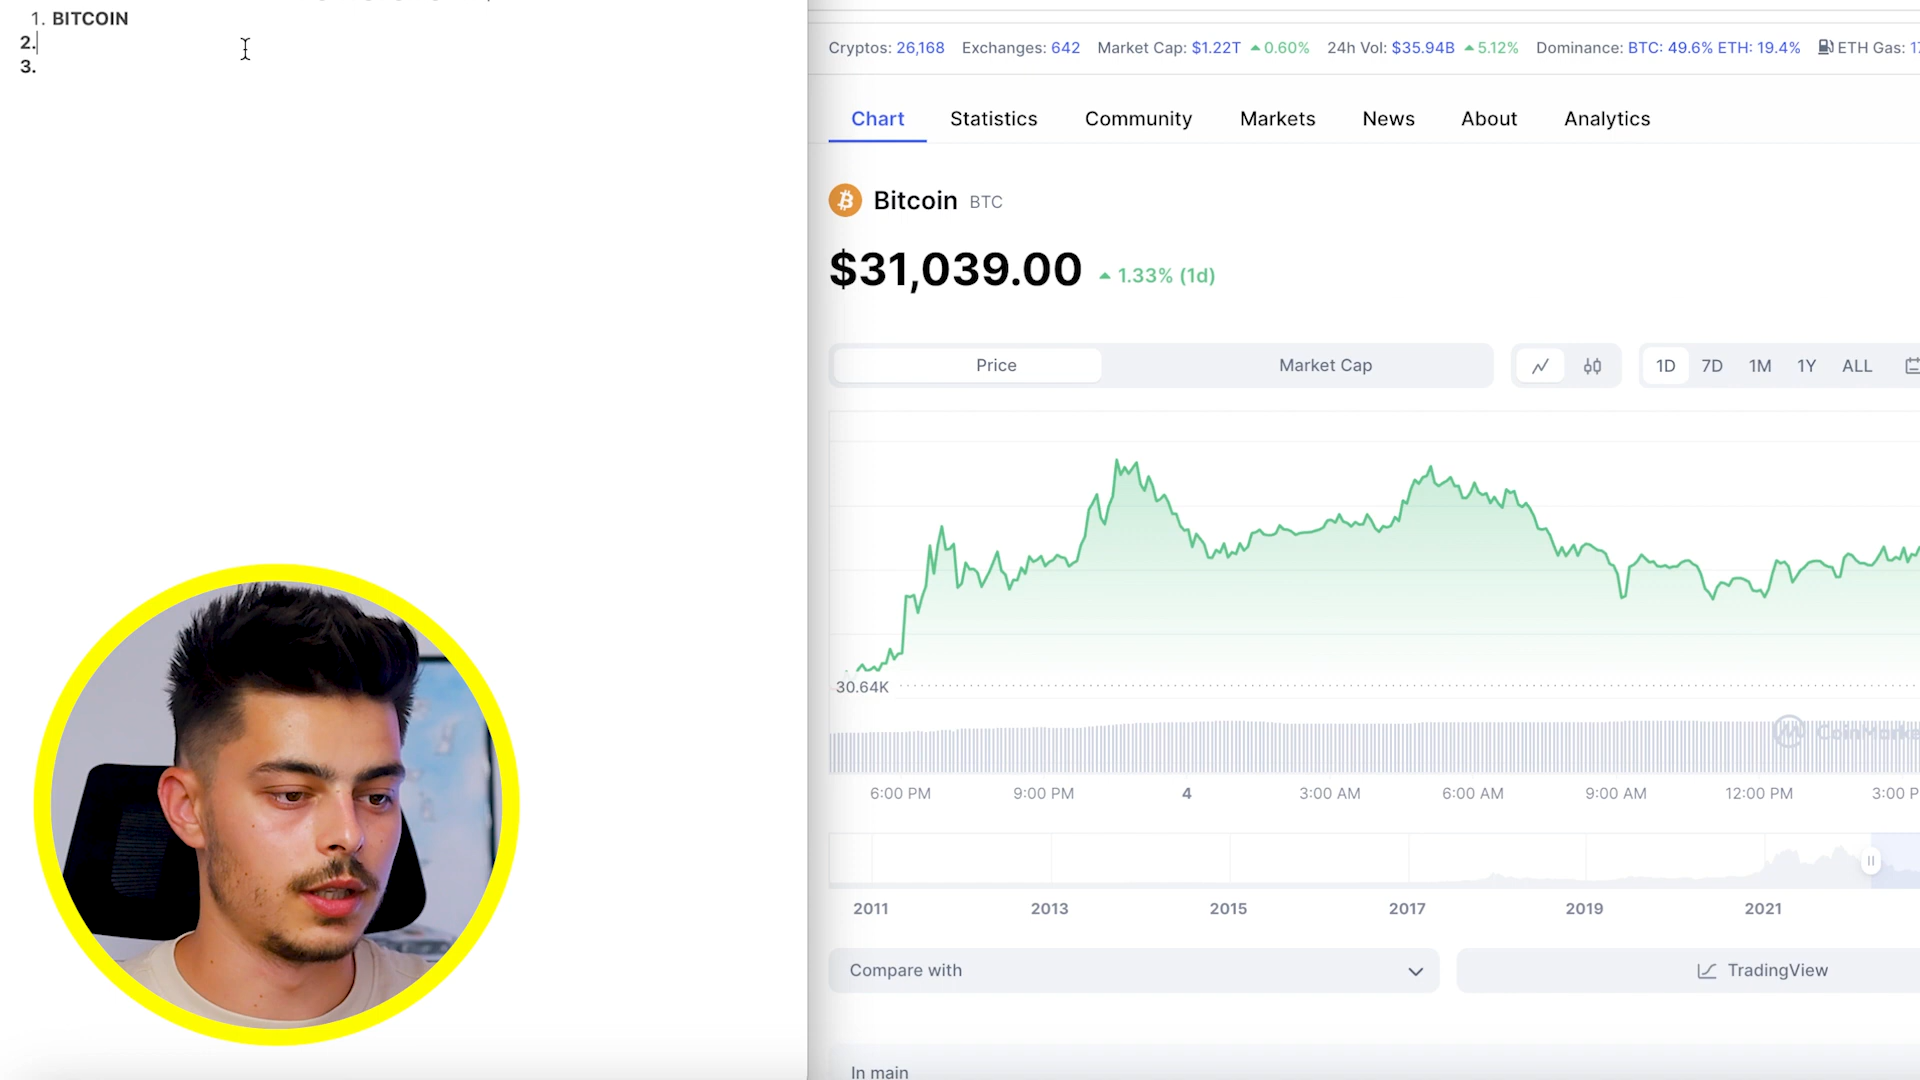 1. BITCOIN
2.
3.
Cryptos: 26,168 Exchanges: 642 Market Cap: $1.22T 0.60% 24h Vol: $35.94B 5.12% Dominance: BTC: 49.6% ETH: 19.4% ETH Gas:
Chart Statistics Community Markets News About Analytics
Bitcoin BTC
$31,039.00 1.33% (1d)
Price Market Cap 1D 7D 1M 1Y ALL
30.64K
6:00 PM 9:00 PM 4 3:00 AM 6:00 AM 9:00 AM 12:00 PM 3:00 P
2011 2013 2015 2017 2019 2021
Compare with TradingView
In main